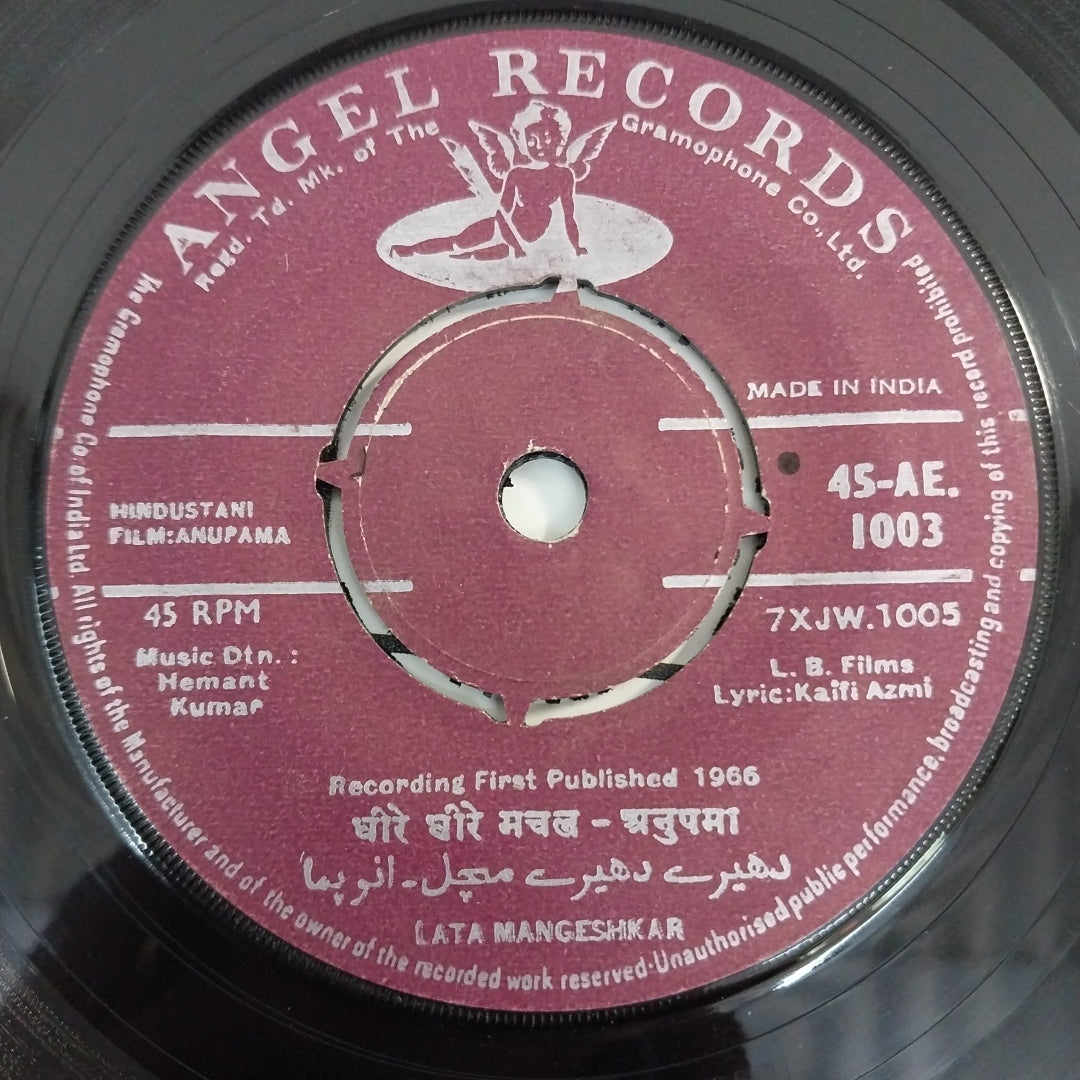 ANGEL RECORDS
Regd. Td. Mk. of The Gramophone Co., Ltd.
MADE IN INDIA
45-AE.
1003
HINDUSTANI
FILM:ANUPAMA
45 RPM
7XJW.1005
Music Dtn.:
Hemant
Kumar
L. B. Films
Lyric:Kaifi Azmi
Recording First Published 1966
धीरे धीरे मचल - अनुपमा
دھیرے دھیرے مچل - انوپما
LATA MANGESHKAR
The Gramophone Co. of India Ltd. All rights of the Manufacturer and of the owner of the recorded work reserved-Unauthorised public performance, broadcasting and copying of this record prohibited